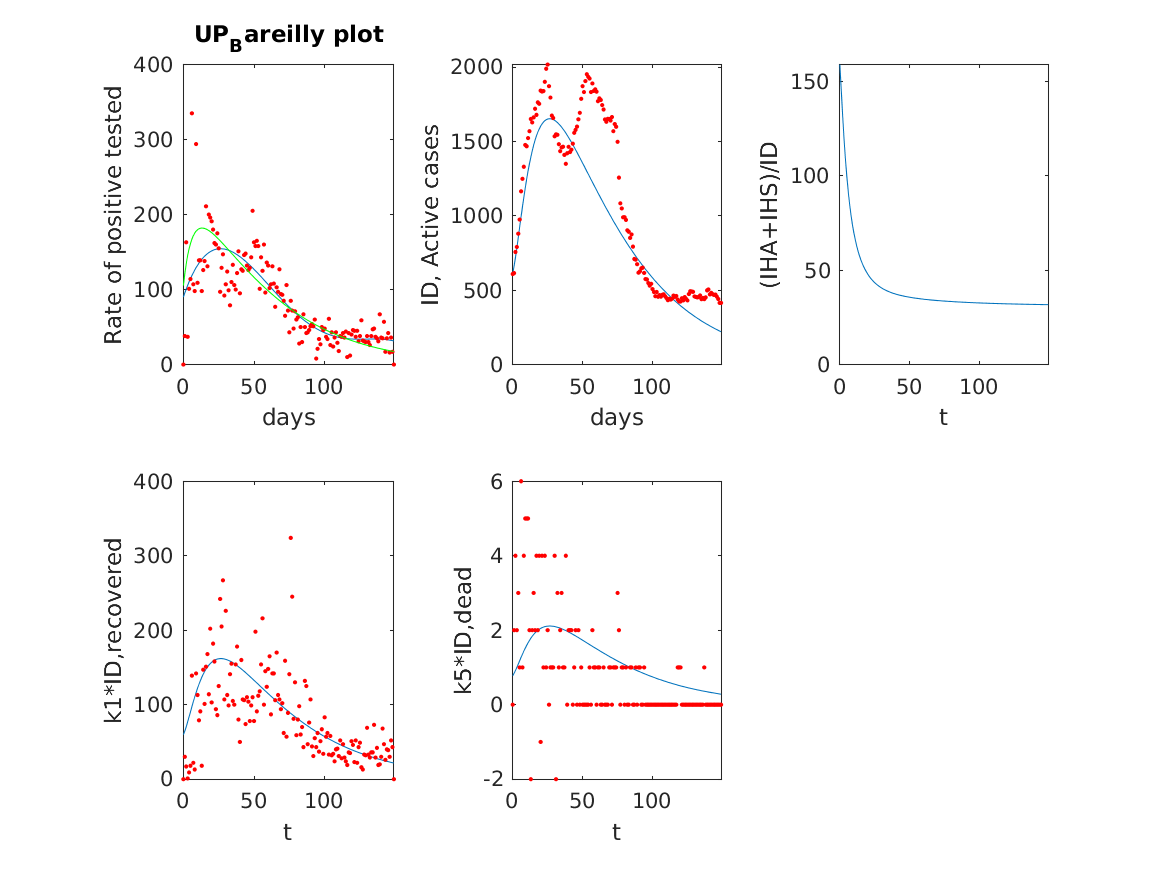 UP_Bareilly plot
400
300
200
100
0
Rate of positive tested
0 50 100
days
2000
1500
1000
500
0
ID, Active cases
0 50 100
days
150
100
50
0
(IHA+IHS)/ID
0 50 100
t
400
300
200
100
0
k1*ID,recovered
0 50 100
t
6
4
2
0
-2
k5*ID,dead
0 50 100
t